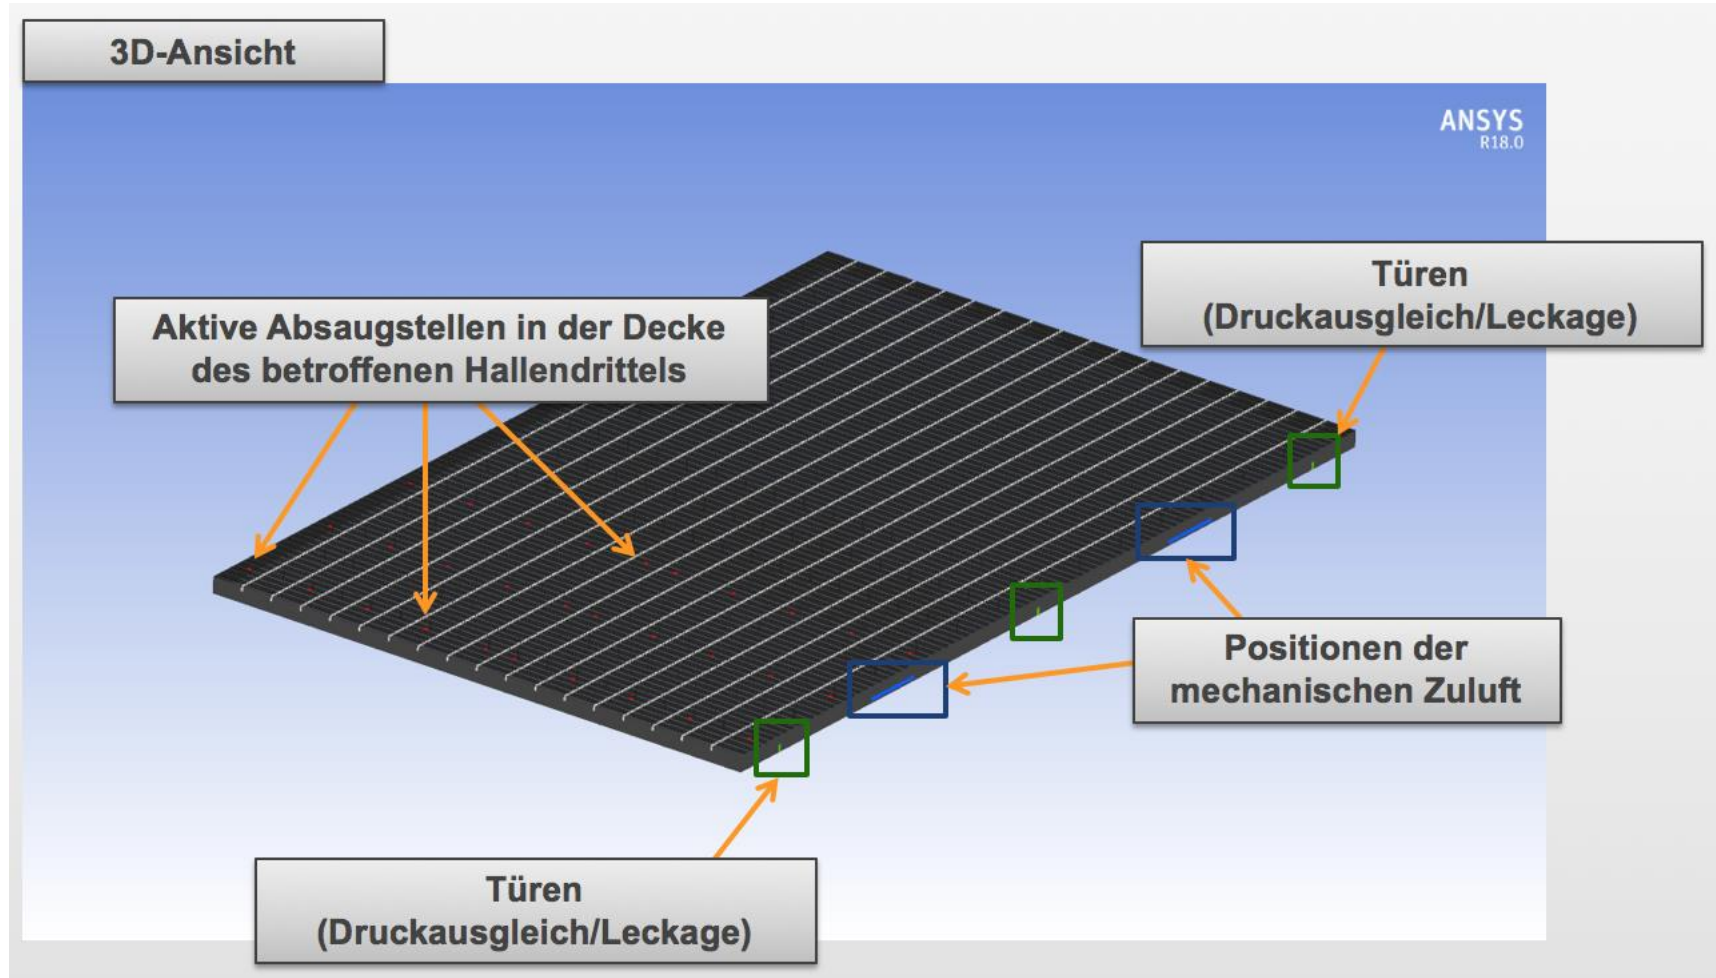 3D-Ansicht
ANSYS
R18.0
Türen
(Druckausgleich/Leckage)
Aktive Absaugstellen in der Decke
des betroffenen Hallendrittels
Positionen der
mechanischen Zuluft
Türen
(Druckausgleich/Leckage)